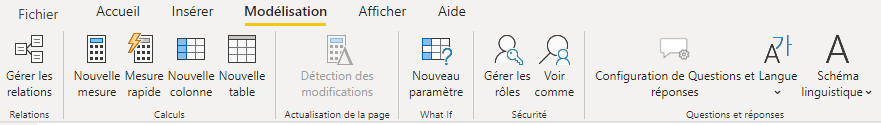 Fichier Accueil Insérer Modélisation Afficher Aide
Gérer les relations
Nouvelle mesure
Mesure rapide
Nouvelle colonne
Nouvelle table
Détection des modifications
Nouveau paramètre
Gérer les rôles
Voir comme
Configuration de Questions et réponses
Langue
Schéma linguistique
Relations Calculs Actualisation de la page What If Sécurité Questions et réponses